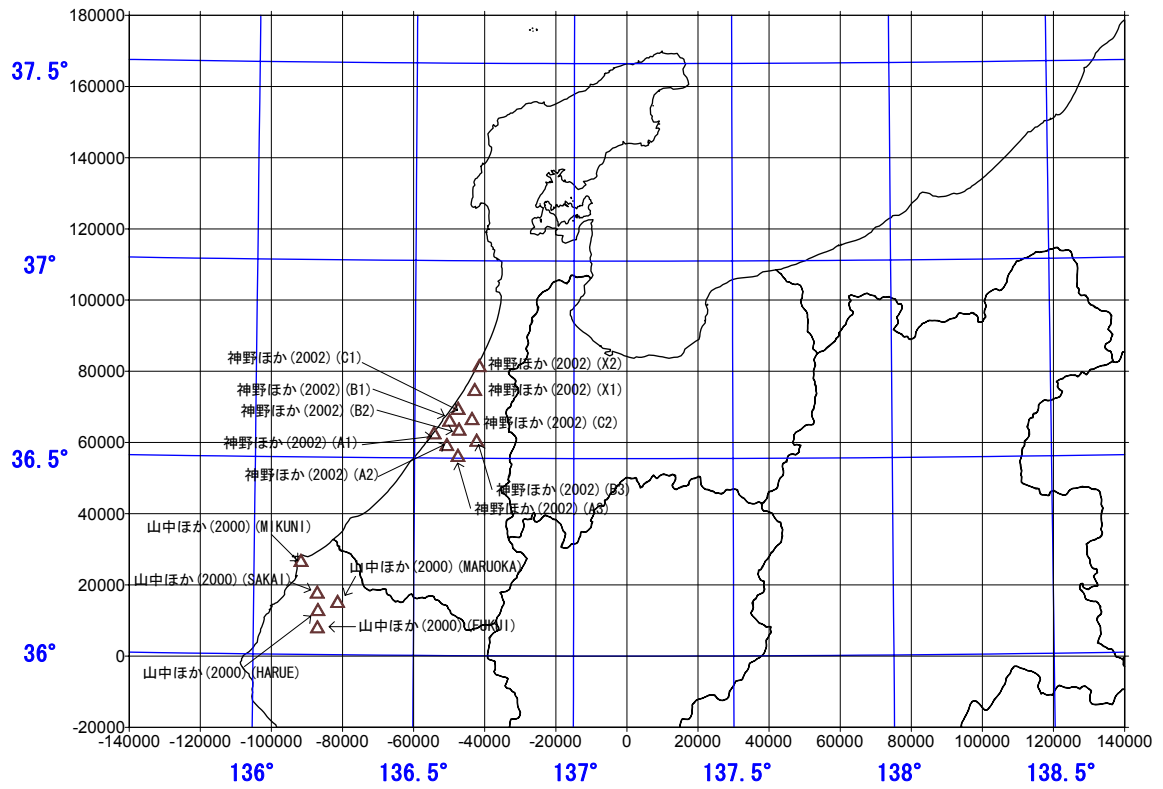 180000
37.5°
160000
140000
120000
37°
100000
神野ほか(2002)(C1)
神野ほか(2002)(X2)
80000
神野ほか(2002)(B1)
神野ほか(2002)(X1)
神野ほか(2002)(B2)
神野ほか(2002)(C2)
60000
神野ほか(2002)(A1)
36.5°
神野ほか(2002)(A2)
神野ほか(2002)(B3)
神野ほか(2002)(A3)
40000
山中ほか(2000)(MIKUNI)
山中ほか(2000)(MARUOKA)
山中ほか(2000)(SAKAI)
20000
山中ほか(2000)(FUKUI)
36°
0
山中ほか(2000)(HARUE)
-20000
-140000 -120000 -100000 -80000 -60000 -40000 -20000 0 20000 40000 60000 80000 100000 120000 140000
136° 136.5° 137° 137.5° 138° 138.5°